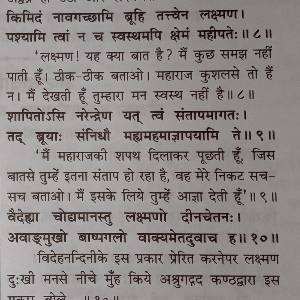 किमिदं नावगच्छामि ब्रूहि तत्त्वेन लक्ष्मण।
पश्यामि त्वां न च स्वस्थमपि क्षेमं महीपतेः॥८॥
'लक्ष्मण! यह क्या बात है? मैं कुछ समझ नहीं
पाती हूँ। ठीक-ठीक बताओ। महाराज कुशलसे तो हैं
न। मैं देखती हूँ तुम्हारा मन स्वस्थ नहीं है॥८॥
शापितोऽसि नरेन्द्रेण यत् त्वं संतापमागतः।
तद् ब्रूयाः संनिधौ मह्यमहमाज्ञापयामि ते॥९॥
'मैं महाराजकी शपथ दिलाकर पूछती हूँ, जिस
बातसे तुम्हें इतना संताप हो रहा है, वह मेरे निकट सच-
सच बताओ। मैं इसके लिये तुम्हें आज्ञा देती हूँ'॥९॥
वैदेह्या चोद्यमानस्तु लक्ष्मणो दीनचेतनः।
अवाङ्मुखो बाष्पगलो वाक्यमेतदुवाच ह॥१०॥
विदेहनन्दिनीके इस प्रकार प्रेरित करनेपर लक्ष्मण
दुःखी मनसे नीचे मुँह किये अश्रुगद्गद कण्ठद्वारा इस